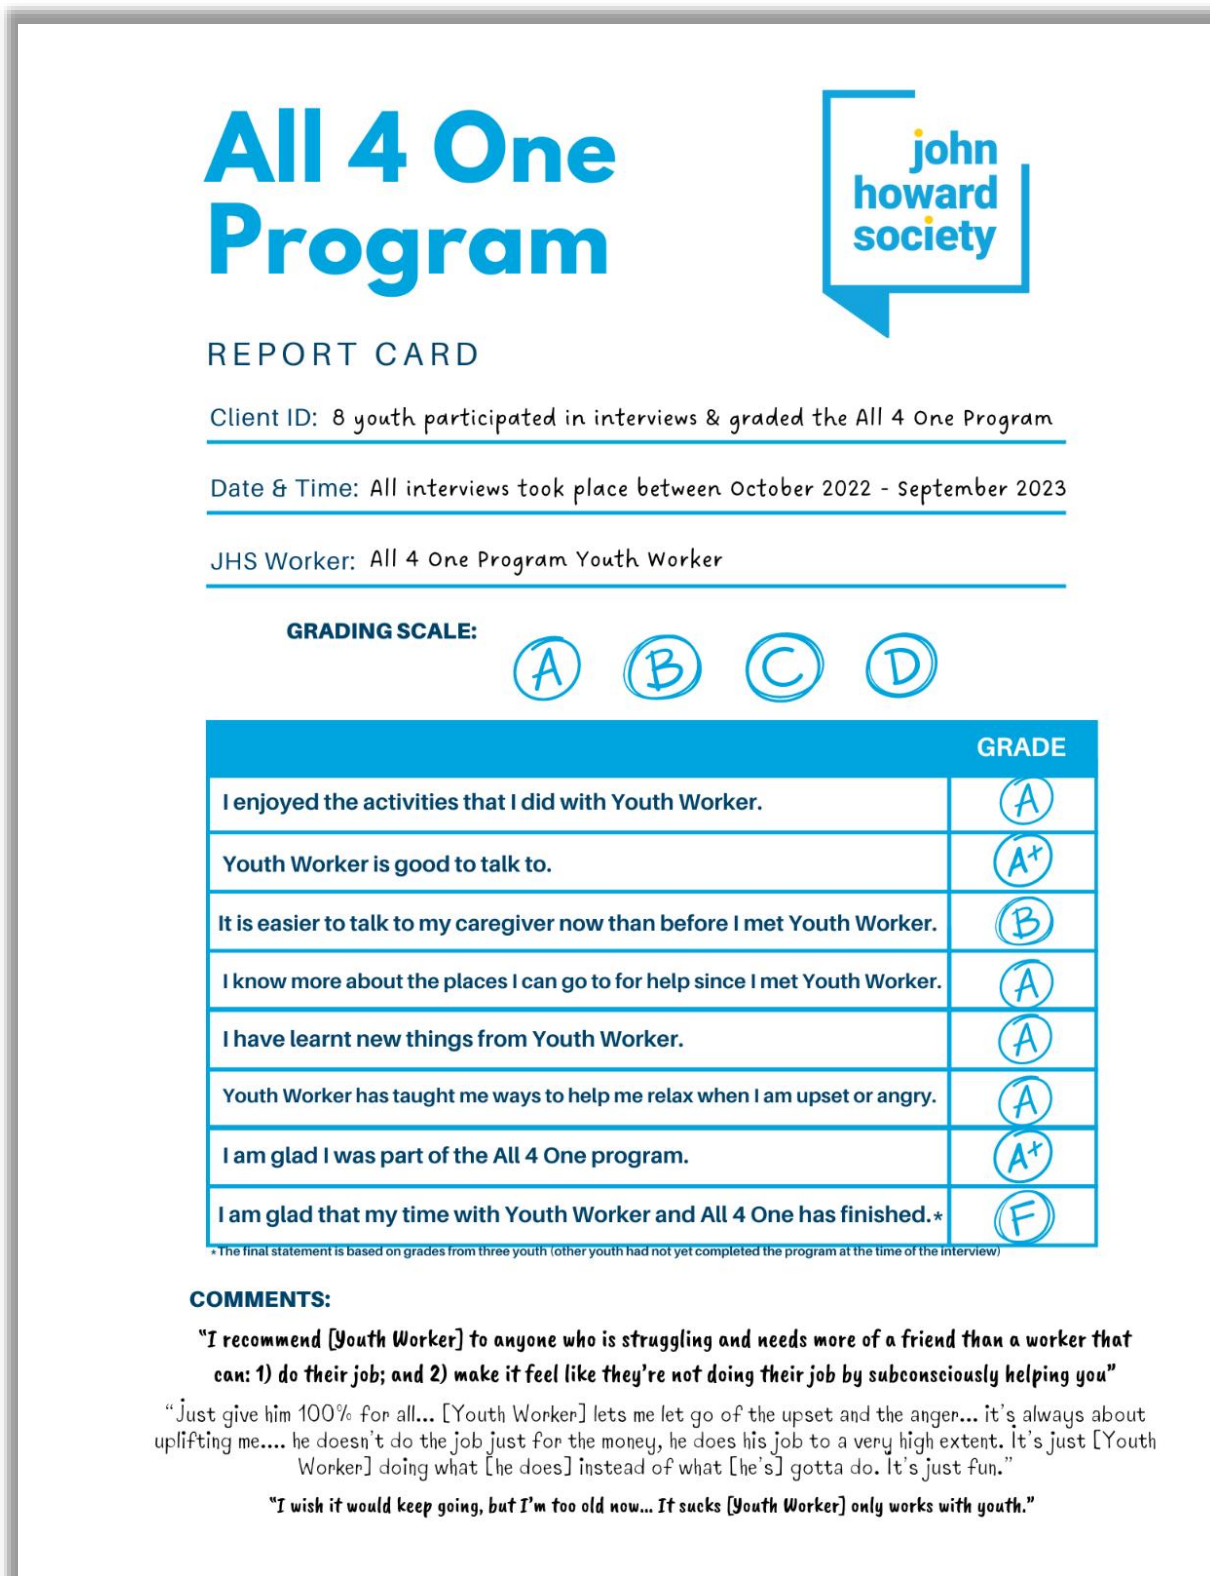 All 4 One
Program
john
howard
society
REPORT CARD
Client ID: 8 youth participated in interviews & graded the All 4 One Program
Date & Time: All interviews took place between October 2022 - September 2023
JHS Worker: All 4 One Program Youth Worker
GRADING SCALE: A B C D
GRADE
I enjoyed the activities that I did with Youth Worker. A
Youth Worker is good to talk to. A+
It is easier to talk to my caregiver now than before I met Youth Worker. B
I know more about the places I can go to for help since I met Youth Worker. A
I have learnt new things from Youth Worker. A
Youth Worker has taught me ways to help me relax when I am upset or angry. A
I am glad I was part of the All 4 One program. A+
I am glad that my time with Youth Worker and All 4 One has finished.* F
*The final statement is based on grades from three youth (other youth had not yet completed the program at the time of the interview)
COMMENTS:
"I recommend [Youth Worker] to anyone who is struggling and needs more of a friend than a worker that
can: 1) do their job; and 2) make it feel like they're not doing their job by subconsciously helping you"
"Just give him 100% for all... [Youth Worker] lets me let go of the upset and the anger... it's always about
uplifting me.... he doesn't do the job just for the money, he does his job to a very high extent. It's just [Youth
Worker] doing what [he does] instead of what [he's] gotta do. It's just fun."
"I wish it would keep going, but I'm too old now... It sucks [Youth Worker] only works with youth."